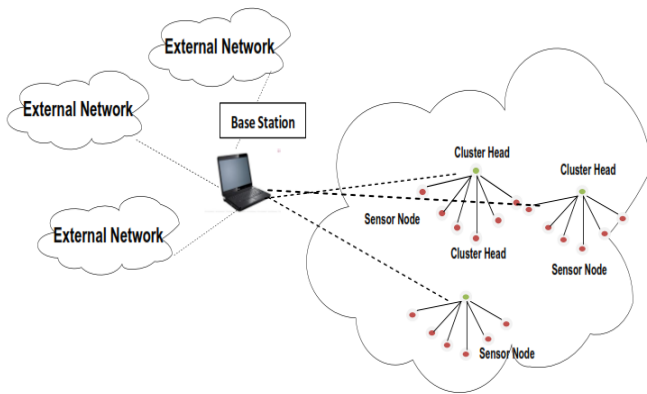 External Network
External Network
Base Station
Cluster Head
Cluster Head
Sensor Node
External Network
Cluster Head
Sensor Node
Sensor Node